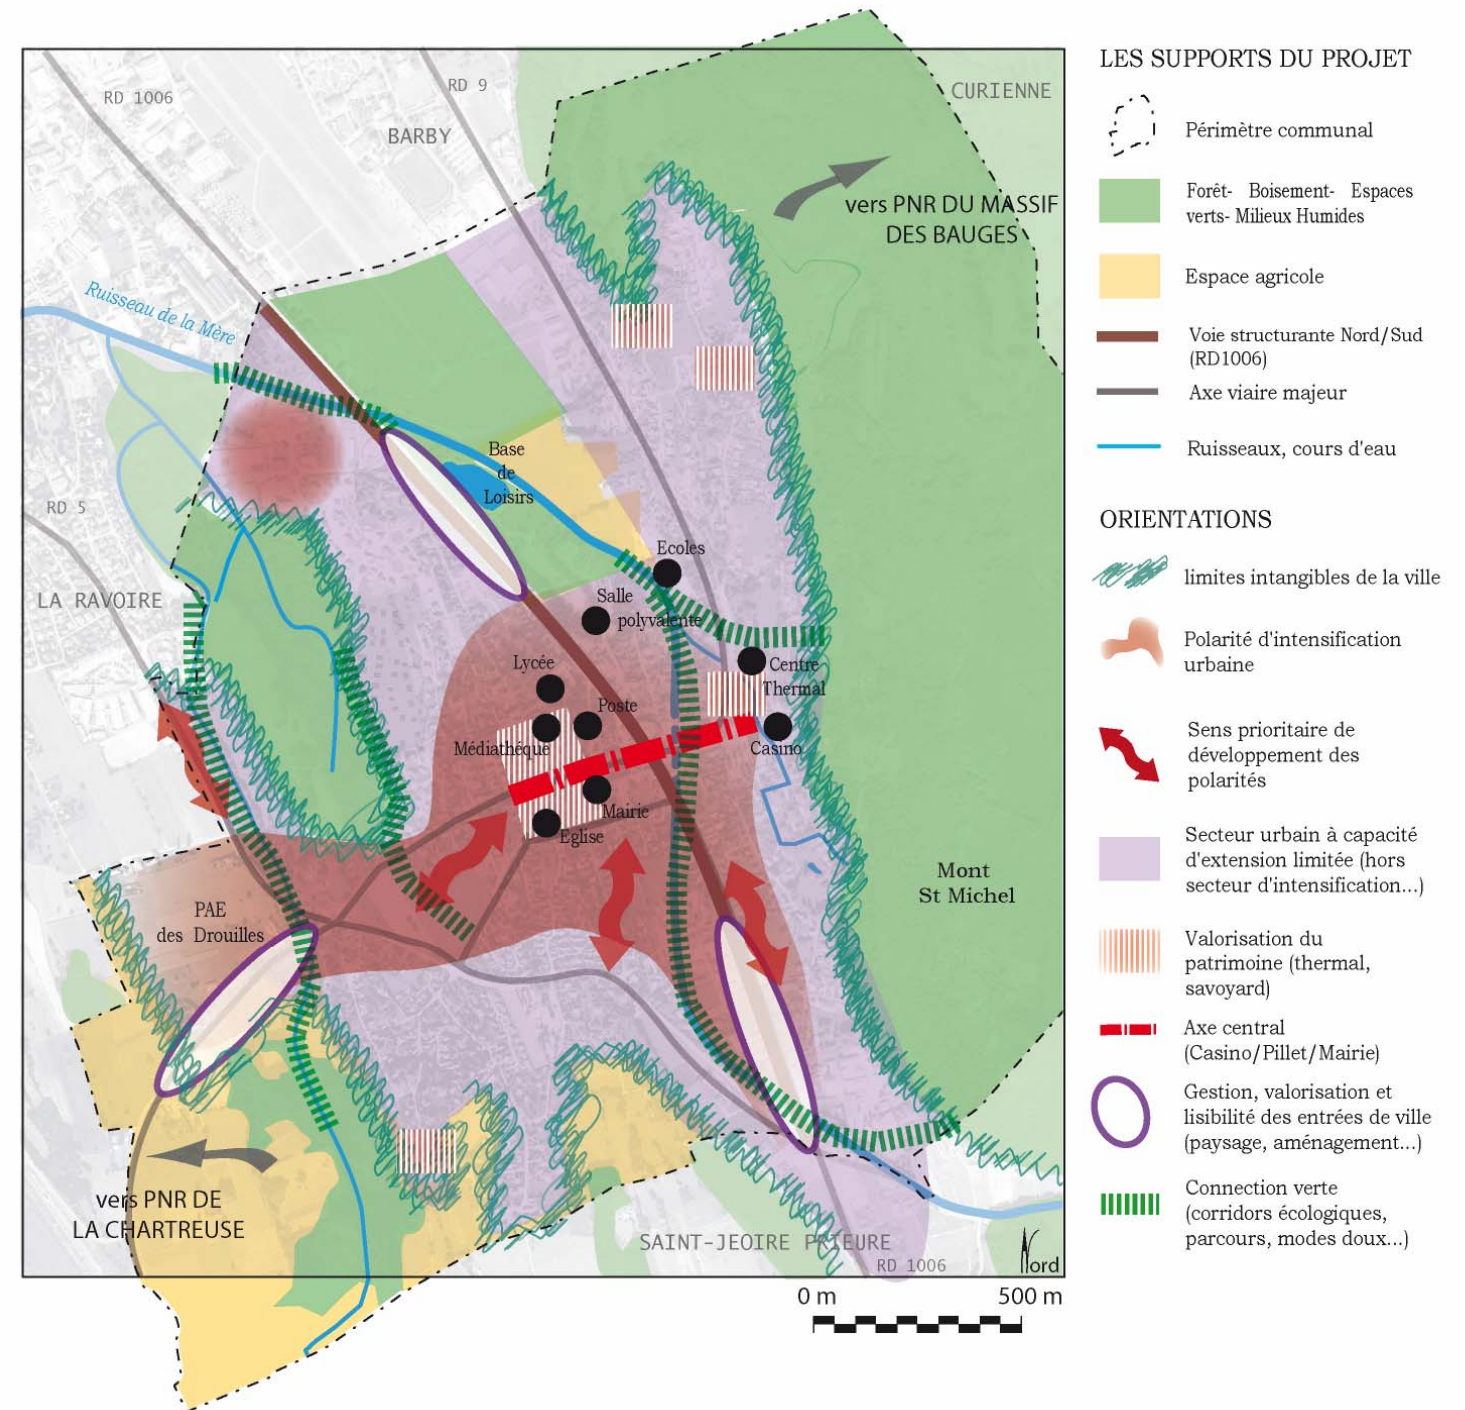 RD 1006
RD 9
BARBY
CURIENNE
vers PNR DU MASSIF
DES BAUGES
Ruisseau de la Mère
Base
de
Loisirs
RD 5
LA RAVOIRE
Ecoles
Salle
polyvalente
Lycée
Centre
Thermal
Poste
Médiathéque
Casino
Mairie
Eglise
Mont
St Michel
PAE
des Drouilles
vers PNR DE
LA CHARTREUSE
SAINT-JEOIRE PRIEURE
RD 1006
Nord
0 m
500 m
LES SUPPORTS DU PROJET
Périmètre communal
Forêt- Boisement- Espaces
verts- Milieux Humides
Espace agricole
Voie structurante Nord/Sud
(RD1006)
Axe viaire majeur
Ruisseaux, cours d'eau
ORIENTATIONS
limites intangibles de la ville
Polarité d'intensification
urbaine
Sens prioritaire de
développement des
polarités
Secteur urbain à capacité
d'extension limitée (hors
secteur d'intensification...)
Valorisation du
patrimoine (thermal,
savoyard)
Axe central
(Casino/Pillet/Mairie)
Gestion, valorisation et
lisibilité des entrées de ville
(paysage, aménagement...)
Connection verte
(corridors écologiques,
parcours, modes doux...)